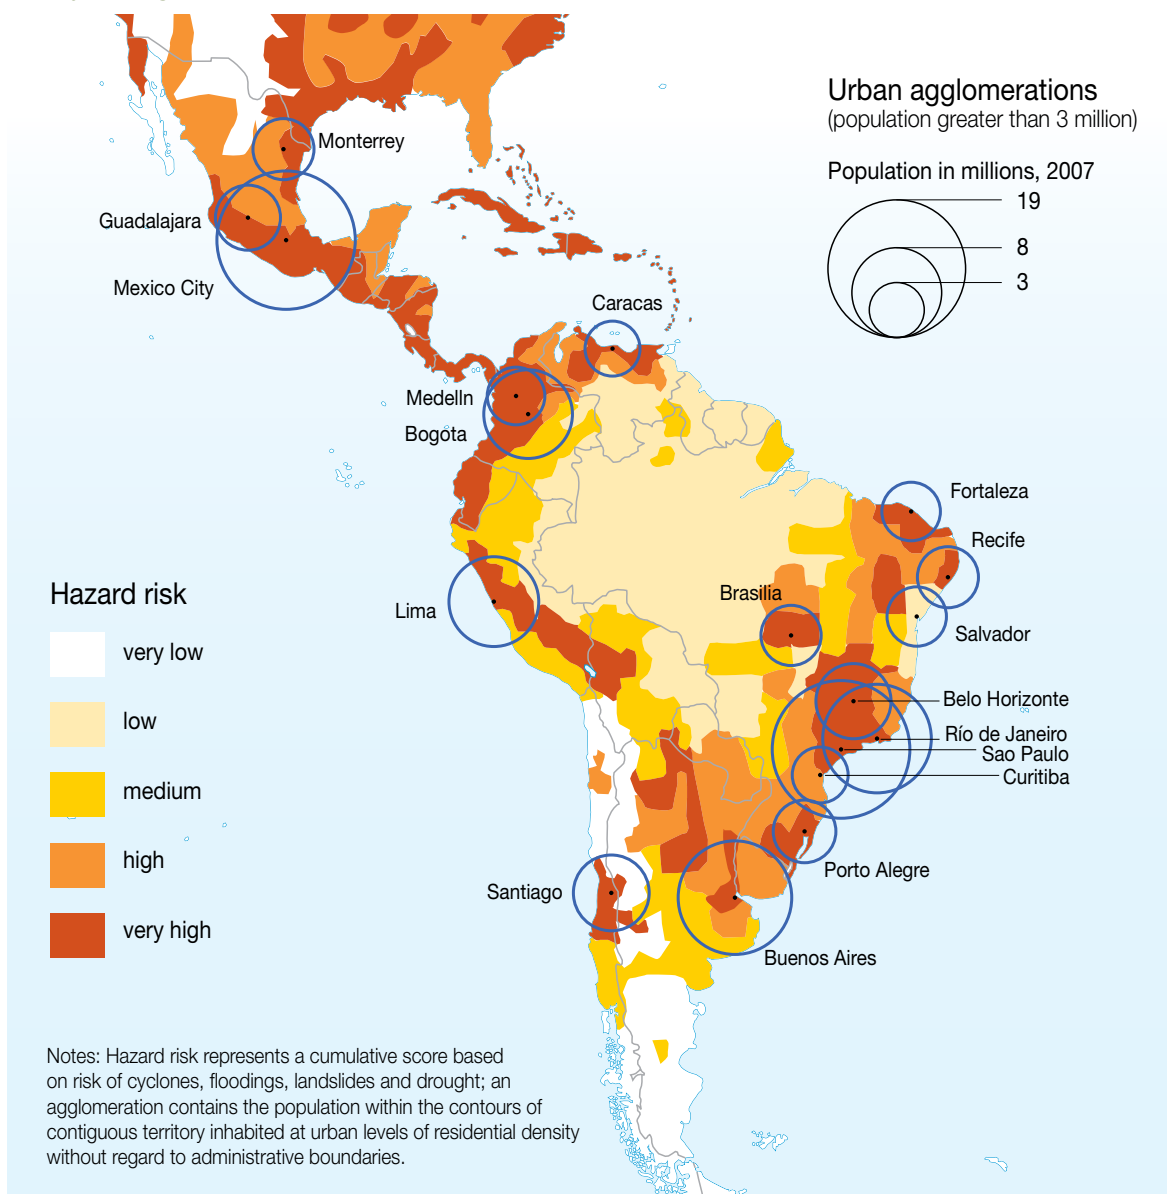 Urban agglomerations
(population greater than 3 million)
Population in millions, 2007
19
8
3
Monterrey
Guadalajara
Mexico City
Caracas
Medelln
Bogóta
Fortaleza
Recife
Brasilia
Lima
Salvador
Belo Horizonte
Río de Janeiro
Sao Paulo
Curitiba
Porto Alegre
Santiago
Buenos Aires
Hazard risk
very low
low
medium
high
very high
Notes: Hazard risk represents a cumulative score based
on risk of cyclones, floodings, landslides and drought; an
agglomeration contains the population within the contours of
contiguous territory inhabited at urban levels of residential density
without regard to administrative boundaries.